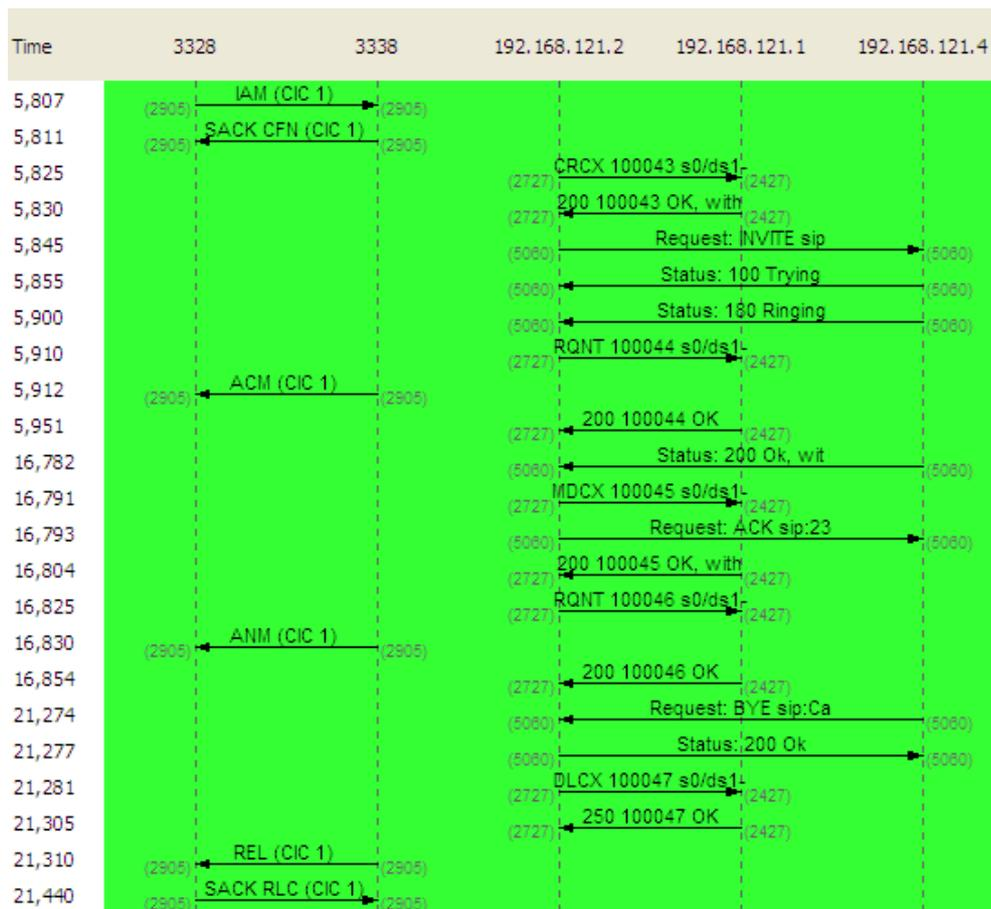 Time 3328 3338 192.168.121.2 192.168.121.1 192.168.121.4
5,807 (2905) IAM (CIC 1) (2905)
5,811 (2905) SACK CFN (CIC 1) (2905)
5,825 (2727) CRCX 100043 s0/ds1- (2427)
5,830 (2727) 200 100043 OK, with (2427)
5,845 (5060) Request: INVITE sip (5060)
5,855 (5060) Status: 100 Trying (5060)
5,900 (5060) Status: 180 Ringing (5060)
5,910 (2727) RQNT 100044 s0/ds1- (2427)
5,912 (2905) ACM (CIC 1) (2905)
5,951 (2727) 200 100044 OK (2427)
16,782 (5060) Status: 200 Ok, wit (5060)
16,791 (2727) MDCX 100045 s0/ds1- (2427)
16,793 (5060) Request: ACK sip:23 (5060)
16,804 (2727) 200 100045 OK, with (2427)
16,825 (2727) RQNT 100046 s0/ds1- (2427)
16,830 (2905) ANM (CIC 1) (2905)
16,854 (2727) 200 100046 OK (2427)
21,274 (5060) Request: BYE sip:Ca (5060)
21,277 (5060) Status: 200 Ok (5060)
21,281 (2727) DLCX 100047 s0/ds1- (2427)
21,305 (2727) 250 100047 OK (2427)
21,310 (2905) REL (CIC 1) (2905)
21,440 (2905) SACK RLC (CIC 1) (2905)